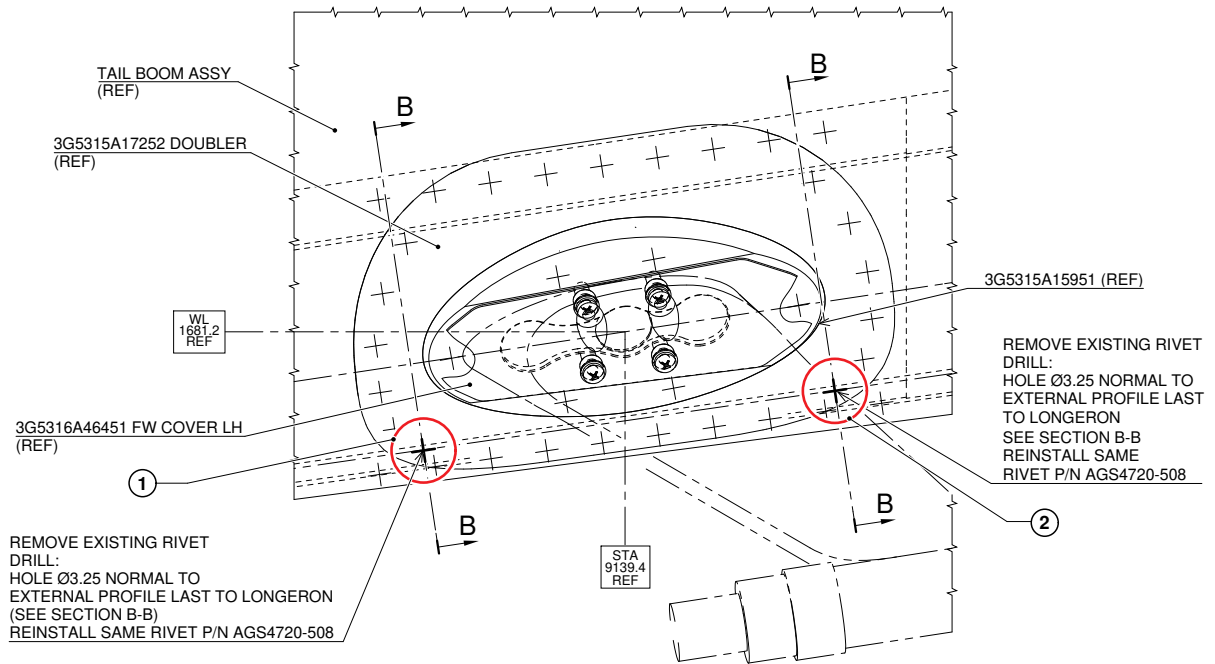 TAIL BOOM ASSY
(REF)
3G5315A17252 DOUBLER
(REF)
B
B
WL
1681.2
REF
3G5315A15951 (REF)
REMOVE EXISTING RIVET
DRILL:
HOLE Ø3.25 NORMAL TO
EXTERNAL PROFILE LAST
TO LONGERON
SEE SECTION B-B
REINSTALL SAME
RIVET P/N AGS4720-508
3G5316A46451 FW COVER LH
(REF)
1
2
B
B
STA
9139.4
REF
REMOVE EXISTING RIVET
DRILL:
HOLE Ø3.25 NORMAL TO
EXTERNAL PROFILE LAST TO LONGERON
(SEE SECTION B-B)
REINSTALL SAME RIVET P/N AGS4720-508